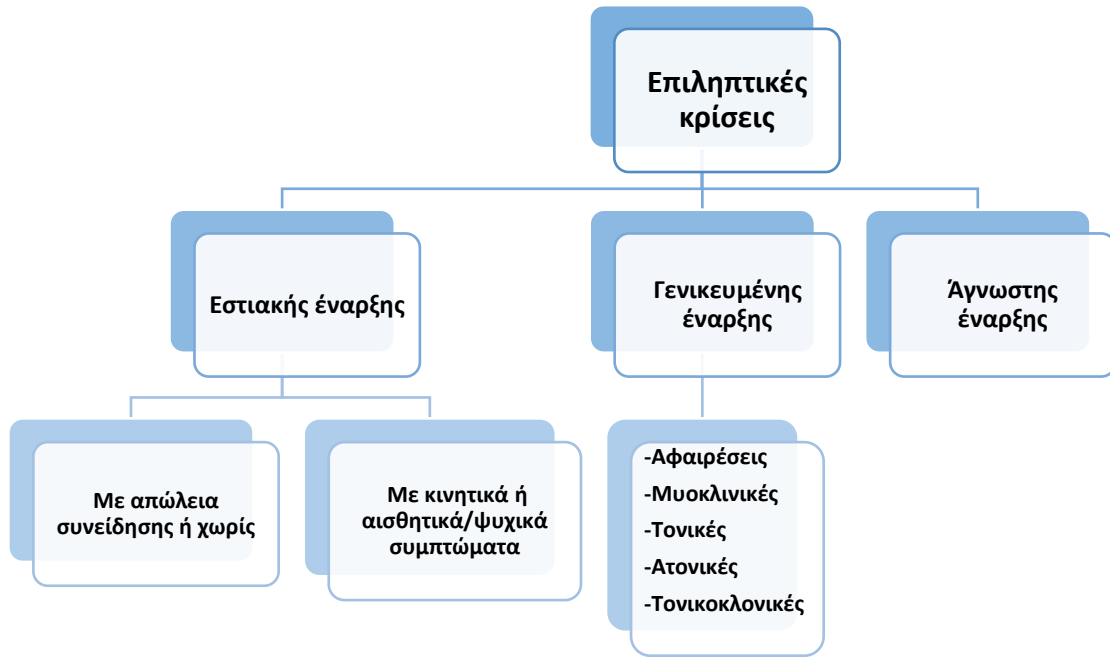 Επιληπτικές
κρίσεις
Εστιακής έναρξης
Γενικευμένης
έναρξης
Άγνωστης
έναρξης
Με απώλεια
συνείδησης ή χωρίς
Με κινητικά ή
αισθητικά/ψυχικά
συμπτώματα
-Αφαιρέσεις
-Μυοκλινικές
-Τονικές
-Ατονικές
-Τονικοκλονικές